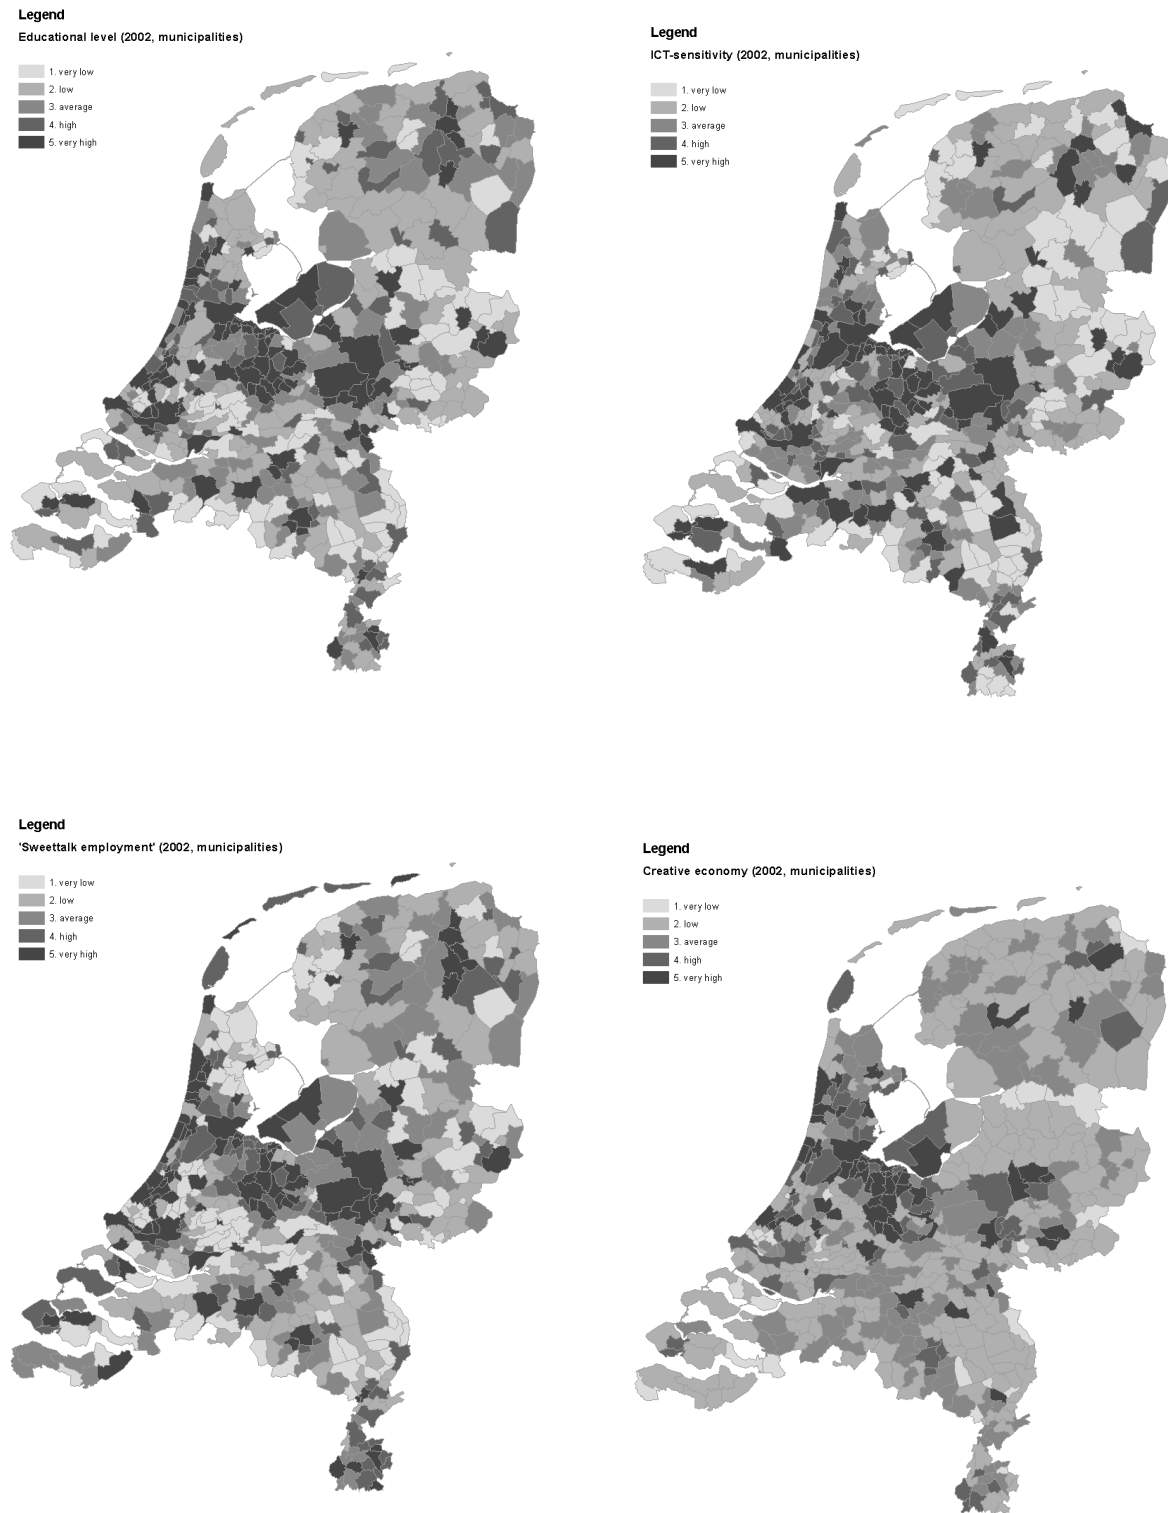 Legend
Educational level (2002, municipalities)
1. very low
2. low
3. average
4. high
5. very high
Legend
ICT-sensitivity (2002, municipalities)
1. very low
2. low
3. average
4. high
5. very high
Legend
'Sweettalk employment' (2002, municipalities)
1. very low
2. low
3. average
4. high
5. very high
Legend
Creative economy (2002, municipalities)
1. very low
2. low
3. average
4. high
5. very high